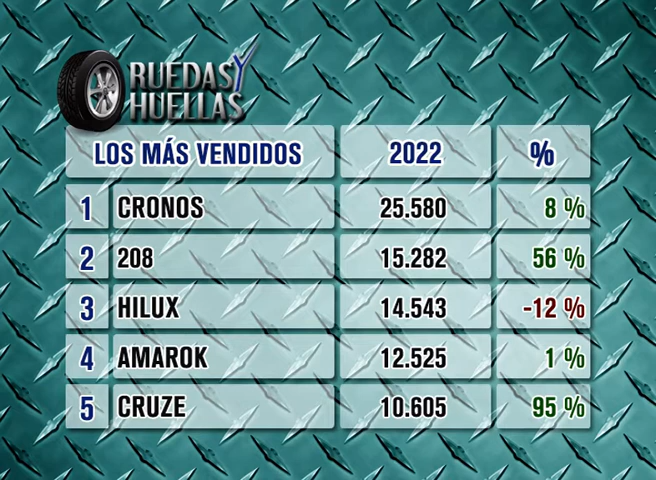 RUEDAS Y
HUELLAS
LOS MÁS VENDIDOS 2022 %
1 CRONOS 25.580 8 %
2 208 15.282 56 %
3 HILUX 14.543 -12 %
4 AMAROK 12.525 1 %
5 CRUZE 10.605 95 %